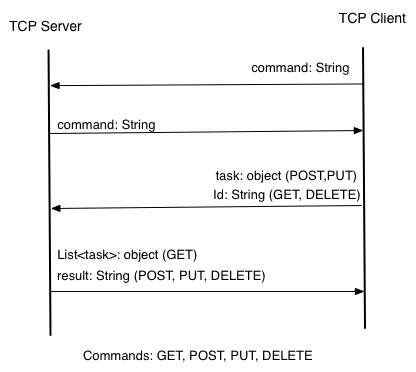 TCP Server
TCP Client
command: String
command: String
task: object (POST,PUT)
Id: String (GET, DELETE)
List<task>: object (GET)
result: String (POST, PUT, DELETE)
Commands: GET, POST, PUT, DELETE